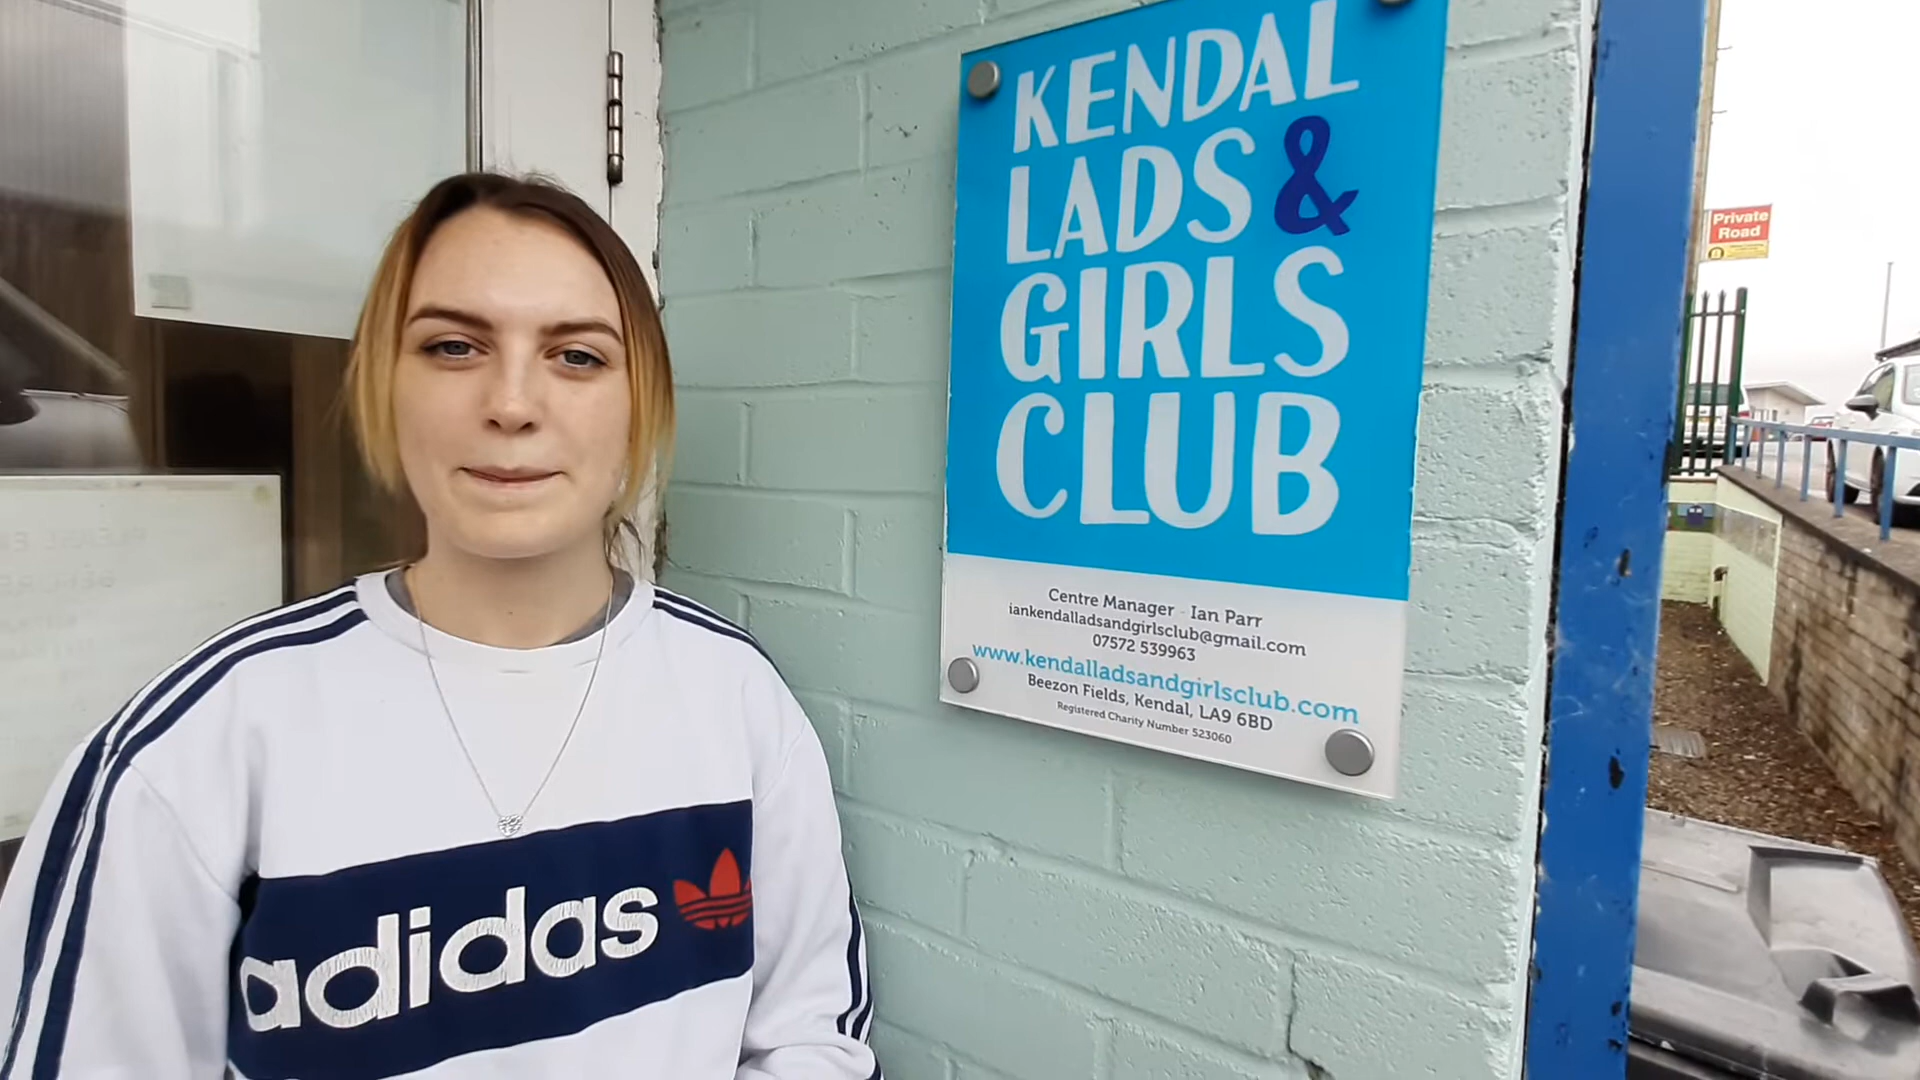 KENDAL
LADS &
GIRLS
CLUB
Centre Manager - Ian Parr
iankendalladsandgirlsclub@gmail.com
07572 539963
www.kendalladsandgirlsclub.com
Beezon Fields, Kendal, LA9 6BD
Registered Charity Number 523060
adidas
Private
Road